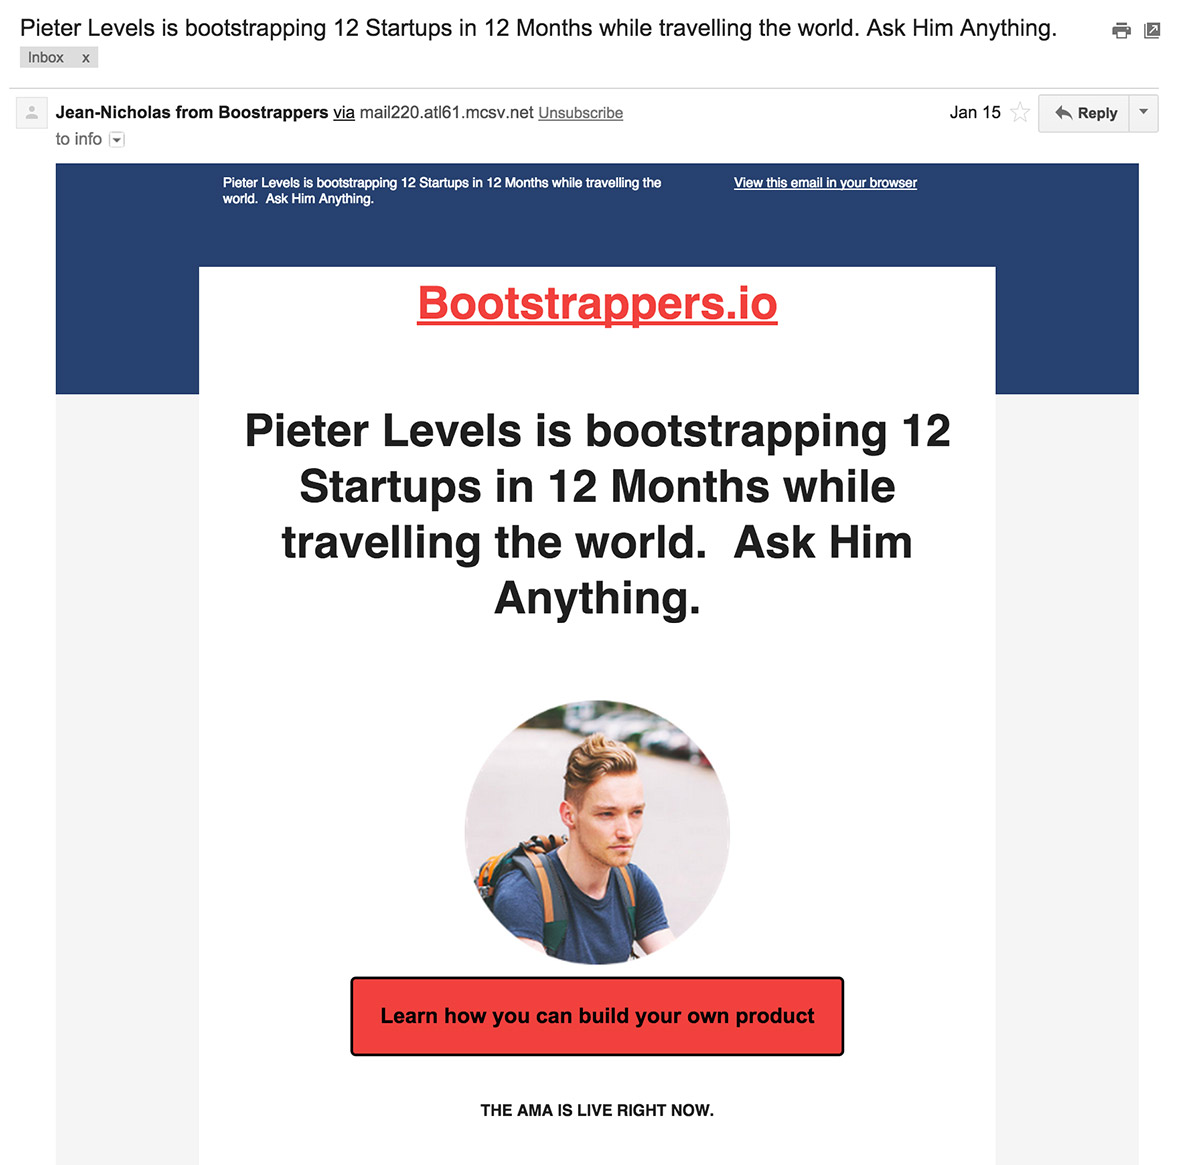 Pieter Levels is bootstrapping 12 Startups in 12 Months while travelling the world. Ask Him Anything.
Inbox x
Jean-Nicholas from Boostrappers via mail220.atl61.mcsv.net Unsubscribe
Jan 15
Reply
to info
Pieter Levels is bootstrapping 12 Startups in 12 Months while travelling the
world.  Ask Him Anything.
View this email in your browser
Bootstrappers.io
Pieter Levels is bootstrapping 12
Startups in 12 Months while
travelling the world.  Ask Him
Anything.
Learn how you can build your own product
THE AMA IS LIVE RIGHT NOW.